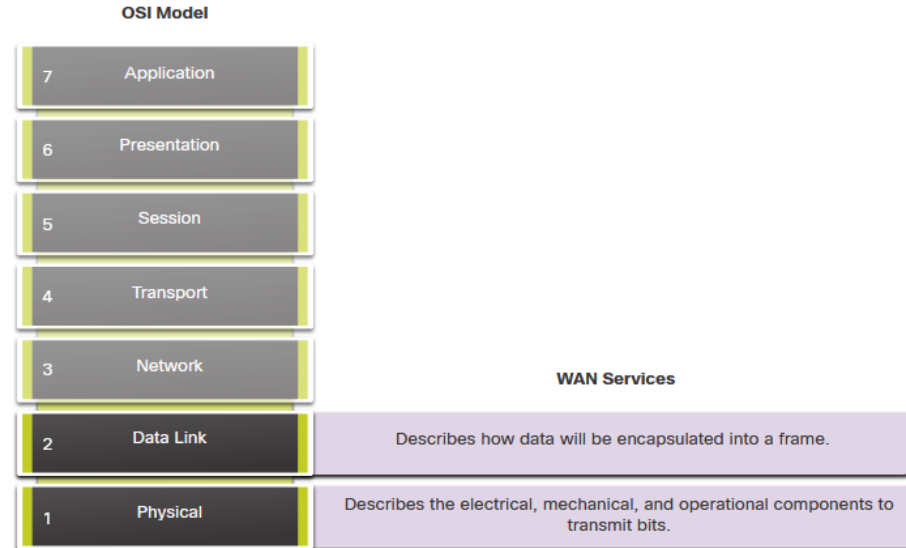 OSI Model
7 Application
6 Presentation
5 Session
4 Transport
3 Network
WAN Services
2 Data Link
Describes how data will be encapsulated into a frame.
1 Physical
Describes the electrical, mechanical, and operational components to
transmit bits.